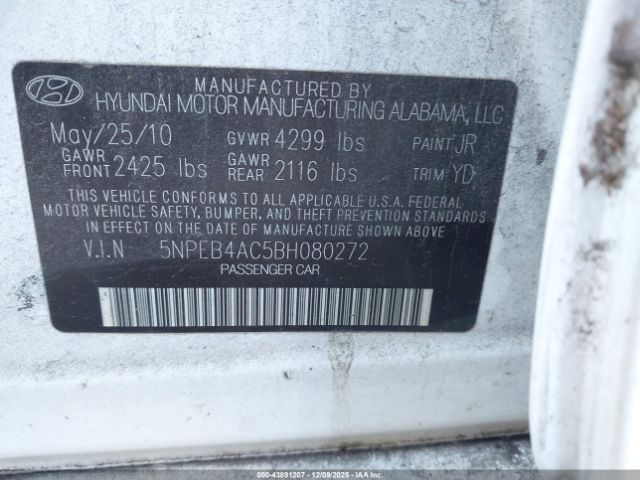 MANUFACTURED BY
HYUNDAI MOTOR MANUFACTURING ALABAMA, LLC
May/25/10 GVWR 4299 lbs PAINT JR
GAWR FRONT 2425 lbs GAWR REAR 2116 lbs TRIM YD
THIS VEHICLE CONFORMS TO ALL APPLICABLE U.S.A. FEDERAL
MOTOR VEHICLE SAFETY, BUMPER, AND THEFT PREVENTION STANDARDS
IN EFFECT ON THE DATE OF MANUFACTURE SHOWN ABOVE.
V.I.N 5NPEB4AC5BH080272
PASSENGER CAR
000-43891207 - 12/09/2025 - IAAI.COM